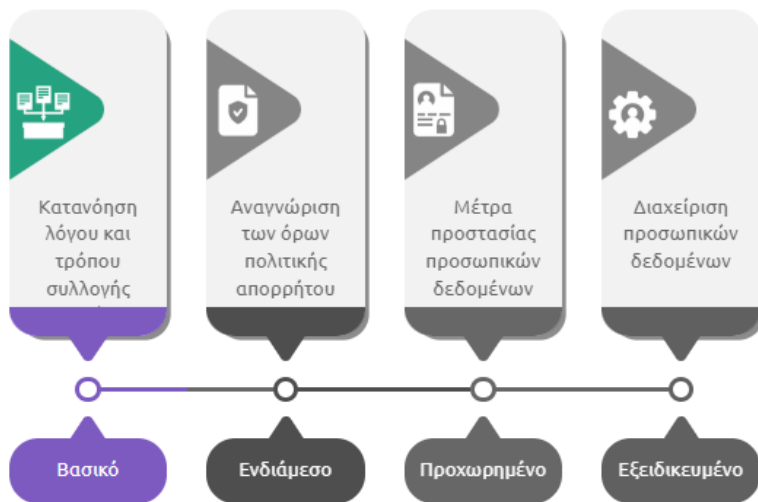 Κατανόηση
λόγου και
τρόπου
συλλογής
Αναγνώριση
των όρων
πολιτικής
απορρήτου
Μέτρα
προστασίας
προσωπικών
δεδομένων
Διαχείριση
προσωπικών
δεδομένων
Βασικό
Ενδιάμεσο
Προχωρημένο
Εξειδικευμένο